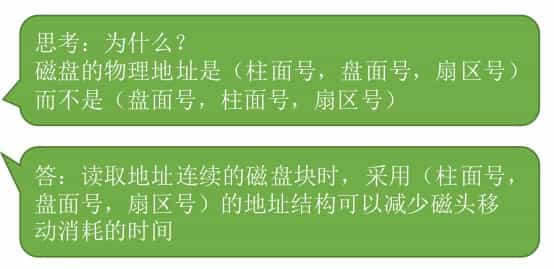 思考：为什么？
磁盘的物理地址是（柱面号，盘面号，扇区号）
而不是（盘面号，柱面号，扇区号）
答：读取地址连续的磁盘块时，采用（柱面号，
盘面号，扇区号）的地址结构可以减少磁头移
动消耗的时间